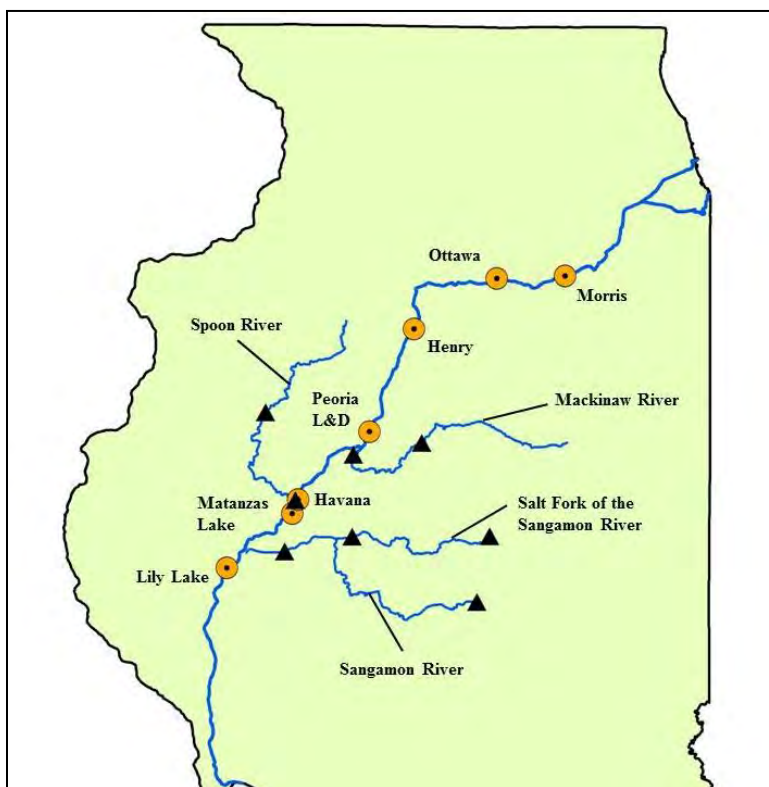 Ottawa
Morris
Spoon River
Henry
Peoria
L&D
Mackinaw River
Matanzas
Lake
Havana
Salt Fork of the
Sangamon River
Lily Lake
Sangamon River